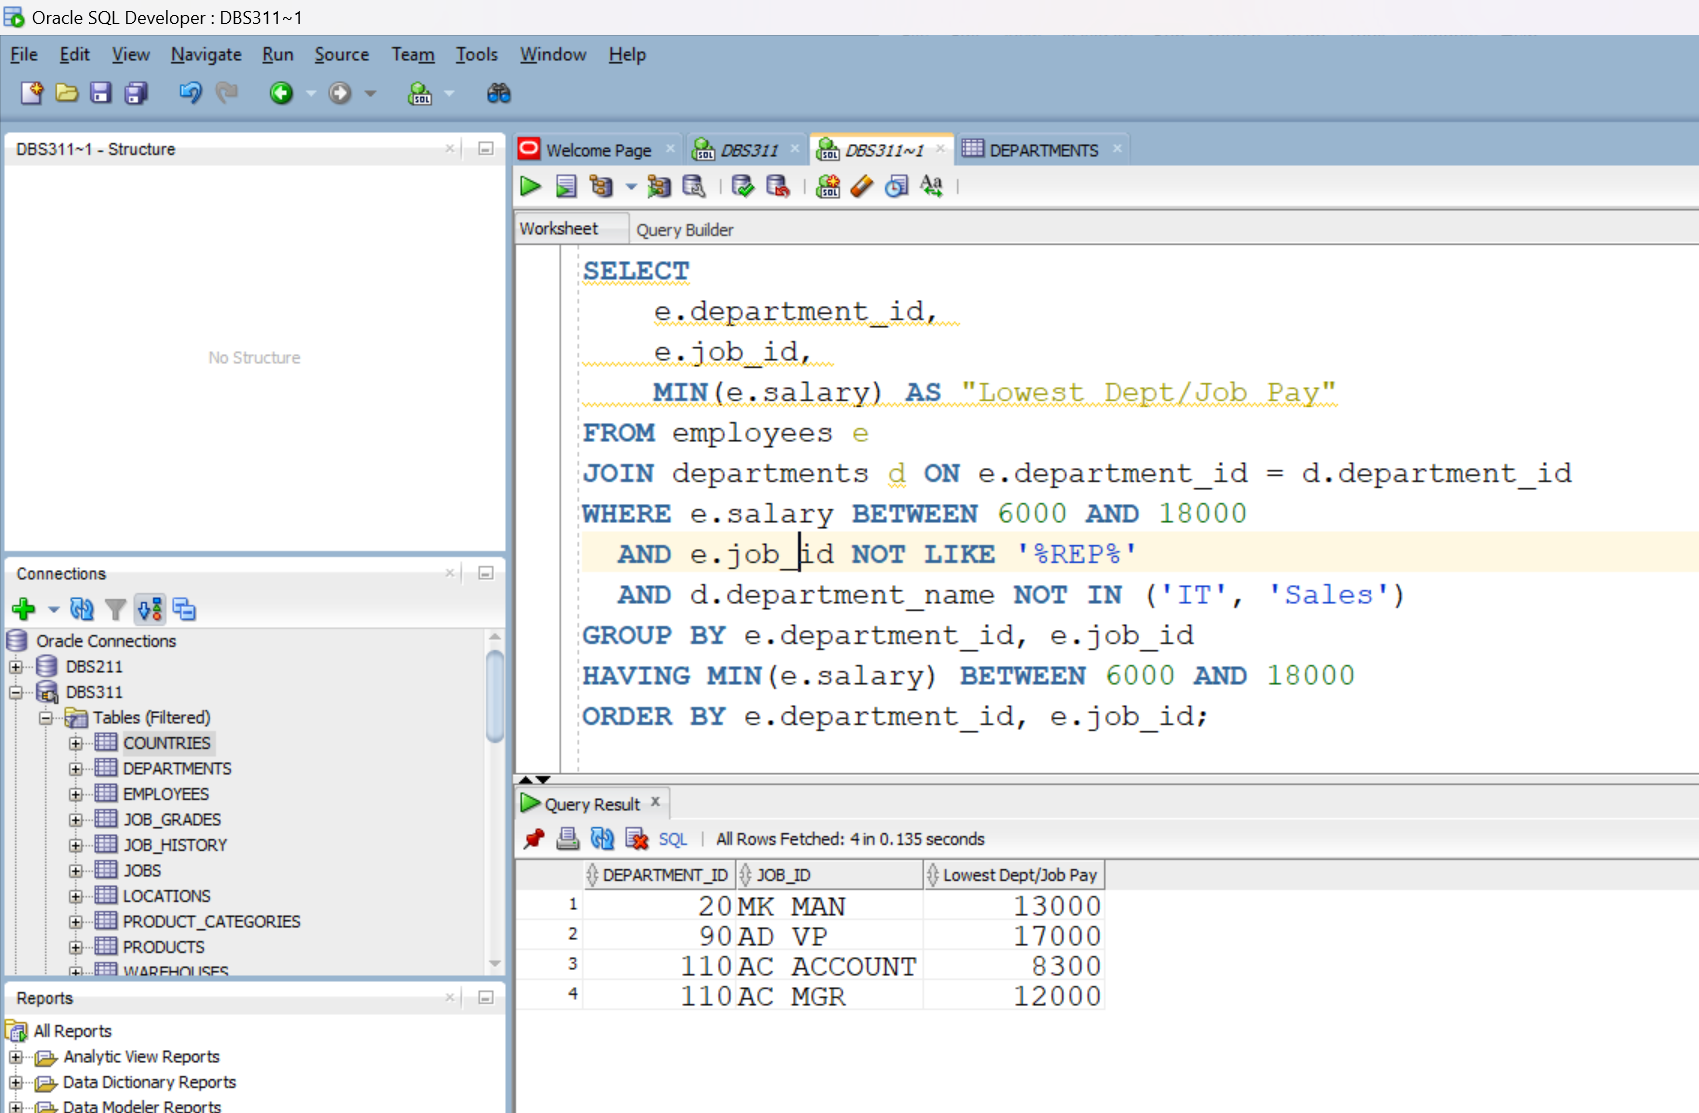 Oracle SQL Developer : DBS311~1
File Edit View Navigate Run Source Team Tools Window Help
DBS311~1 - Structure
No Structure
Connections
Oracle Connections
DBS211
DBS311
Tables (Filtered)
COUNTRIES
DEPARTMENTS
EMPLOYEES
JOB_GRADES
JOB_HISTORY
JOBS
LOCATIONS
PRODUCT_CATEGORIES
PRODUCTS
WAREHOUSES
Reports
All Reports
Analytic View Reports
Data Dictionary Reports
Data Modeler Reports
Welcome Page DBS311 DBS311~1 DEPARTMENTS
Worksheet Query Builder
SELECT
e.department_id,
e.job_id,
MIN(e.salary) AS "Lowest Dept/Job Pay"
FROM employees e
JOIN departments d ON e.department_id = d.department_id
WHERE e.salary BETWEEN 6000 AND 18000
AND e.job_id NOT LIKE '%REP%'
AND d.department_name NOT IN ('IT', 'Sales')
GROUP BY e.department_id, e.job_id
HAVING MIN(e.salary) BETWEEN 6000 AND 18000
ORDER BY e.department_id, e.job_id;
Query Result
SQL | All Rows Fetched: 4 in 0.135 seconds
DEPARTMENT_ID JOB_ID Lowest Dept/Job Pay
1 20 MK_MAN 13000
2 90 AD_VP 17000
3 110 AC_ACCOUNT 8300
4 110 AC_MGR 12000